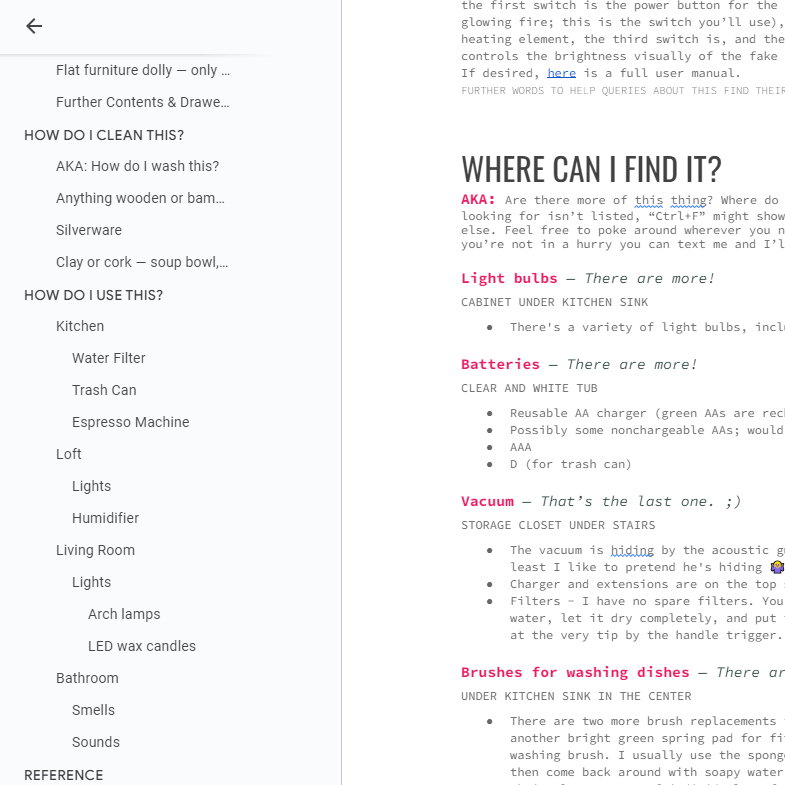 Flat furniture dolly — only ...
Further Contents & Drawe...
HOW DO I CLEAN THIS?
AKA: How do I wash this?
Anything wooden or bam...
Silverware
Clay or cork — soup bowl,...
HOW DO I USE THIS?
Kitchen
Water Filter
Trash Can
Espresso Machine
Loft
Lights
Humidifier
Living Room
Lights
Arch lamps
LED wax candles
Bathroom
Smells
Sounds
REFERENCE
the first switch is the power button for the
glowing fire; this is the switch you’ll use),
heating element, the third switch is, and the
controls the brightness visually of the fake
If desired, here is a full user manual.
FURTHER WORDS TO HELP QUERIES ABOUT THIS FIND THEIR
WHERE CAN I FIND IT?
AKA: Are there more of this thing? Where do
looking for isn’t listed, “Ctrl+F” might show
else. Feel free to poke around wherever you n
you’re not in a hurry you can text me and I’l
Light bulbs — There are more!
CABINET UNDER KITCHEN SINK
● There's a variety of light bulbs, incl
Batteries — There are more!
CLEAR AND WHITE TUB
● Reusable AA charger (green AAs are rec
● Possibly some nonchargeable AAs; would
● AAA
● D (for trash can)
Vacuum — That’s the last one. ;)
STORAGE CLOSET UNDER STAIRS
● The vacuum is hiding by the acoustic g
least I like to pretend he's hiding 🤷
● Charger and extensions are on the top
● Filters – I have no spare filters. You
water, let it dry completely, and put
at the very tip by the handle trigger.
Brushes for washing dishes — There ar
UNDER KITCHEN SINK IN THE CENTER
● There are two more brush replacements
another bright green spring pad for fi
washing brush. I usually use the spong
then come back around with soapy water